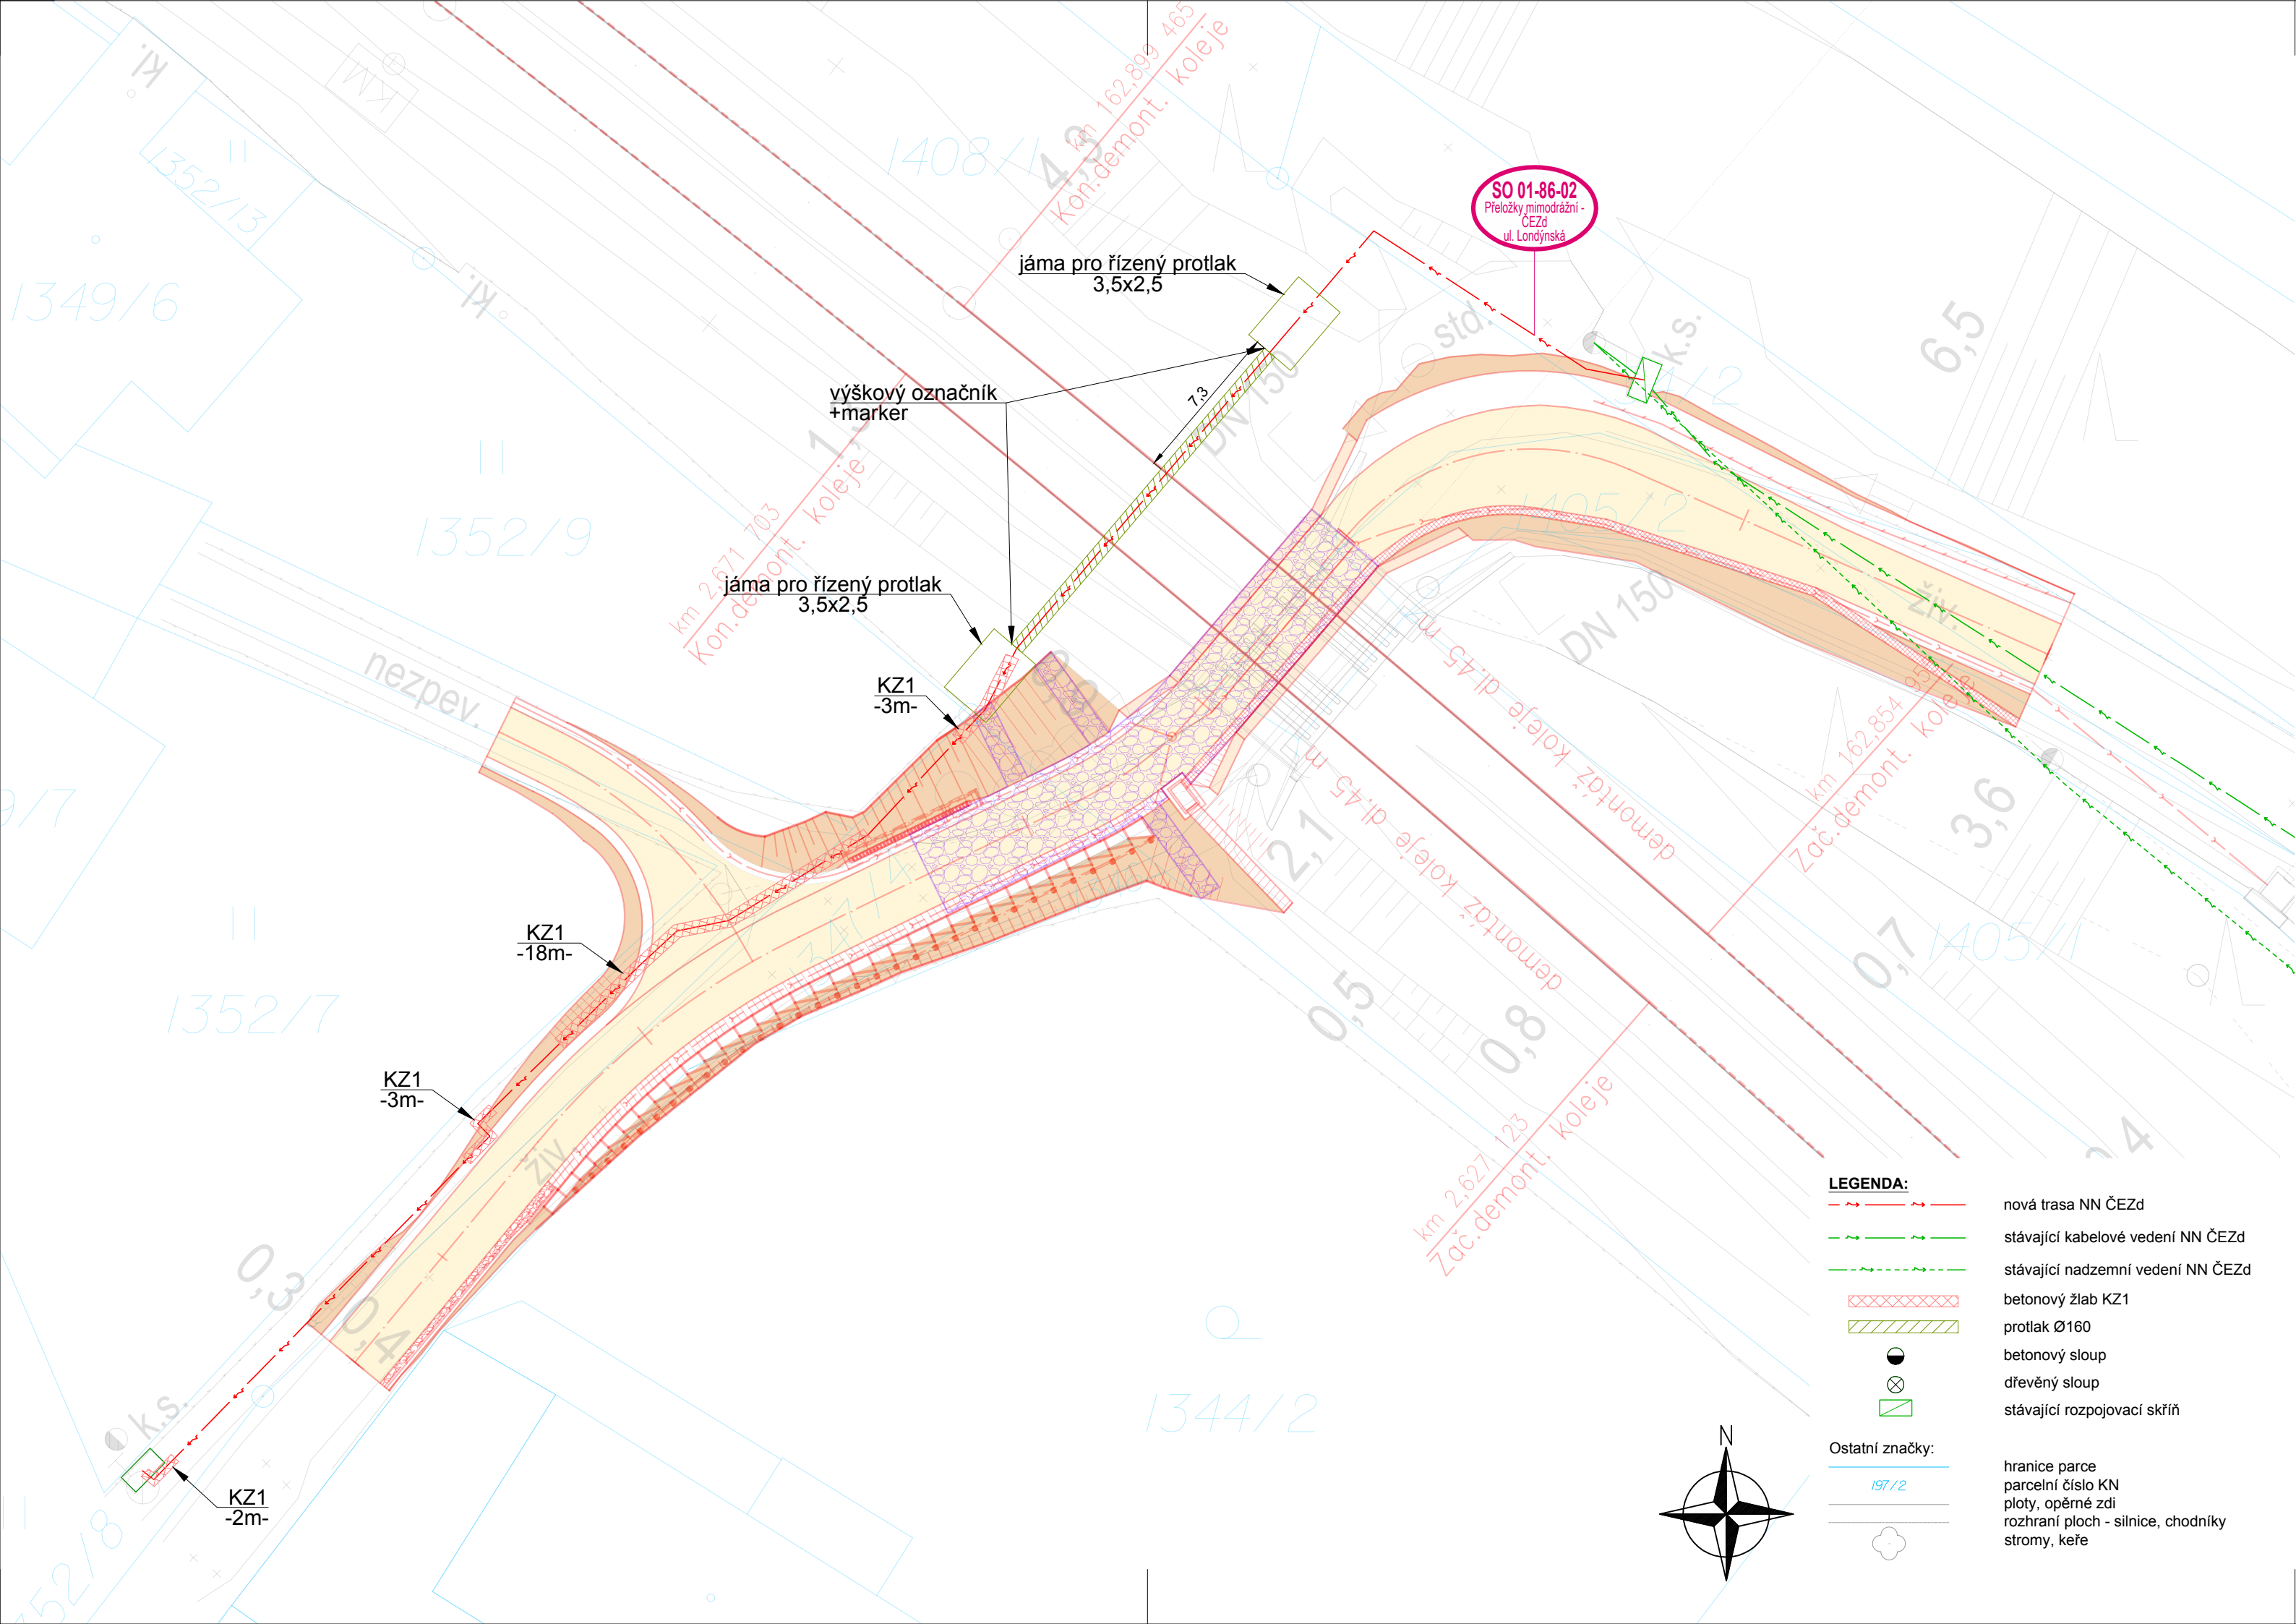 kl.
KM
1352/13
1349/6
kl.
1408/1
4,3
km 162,899 465
Kon.demont. koleje
SO 01-86-02
Přeložky mimodrážní -
ČEZd
ul. Londýnská
jáma pro řízený protlak
3,5x2,5
std.
k.s.
6,5
výškový označník
+marker
7,3
DN 150
1352/9
km 2,671 703
Kon.demont. koleje
1405/2
jáma pro řízený protlak
3,5x2,5
nezpev.
KZ1
-3m-
DN 150
živ.
demontáž koleje dl.45 m
demontáž koleje dl.45 m
km 162,854 95
Zač.demont. koleje
3,6
2,1
9/7
KZ1
-18m-
1352/7
0,7
1405/1
0,5
0,8
KZ1
-3m-
živ.
km 2,627 123
Zač.demont. koleje
0,3
0,4
k.s.
1344/2
KZ1
-2m-
352/8
N
LEGENDA:
nová trasa NN ČEZd
stávající kabelové vedení NN ČEZd
stávající nadzemní vedení NN ČEZd
betonový žlab KZ1
protlak Ø160
betonový sloup
dřevěný sloup
stávající rozpojovací skříň
Ostatní značky:
hranice parce
197/2 parcelní číslo KN
ploty, opěrné zdi
rozhraní ploch - silnice, chodníky
stromy, keře